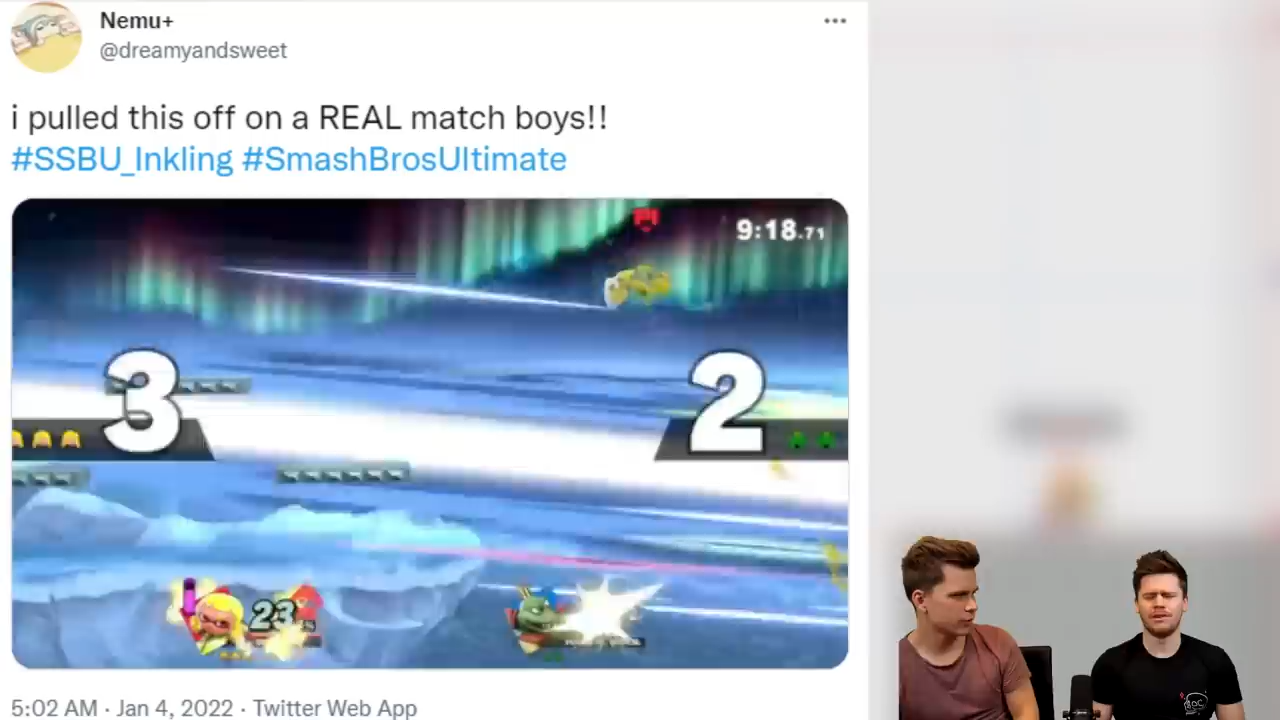 Nemu+
@dreamyandsweet
i pulled this off on a REAL match boys!!
#SSBU_Inkling #SmashBrosUltimate
P1
9:18.71
3
2
23
5:02 AM · Jan 4, 2022 · Twitter Web App